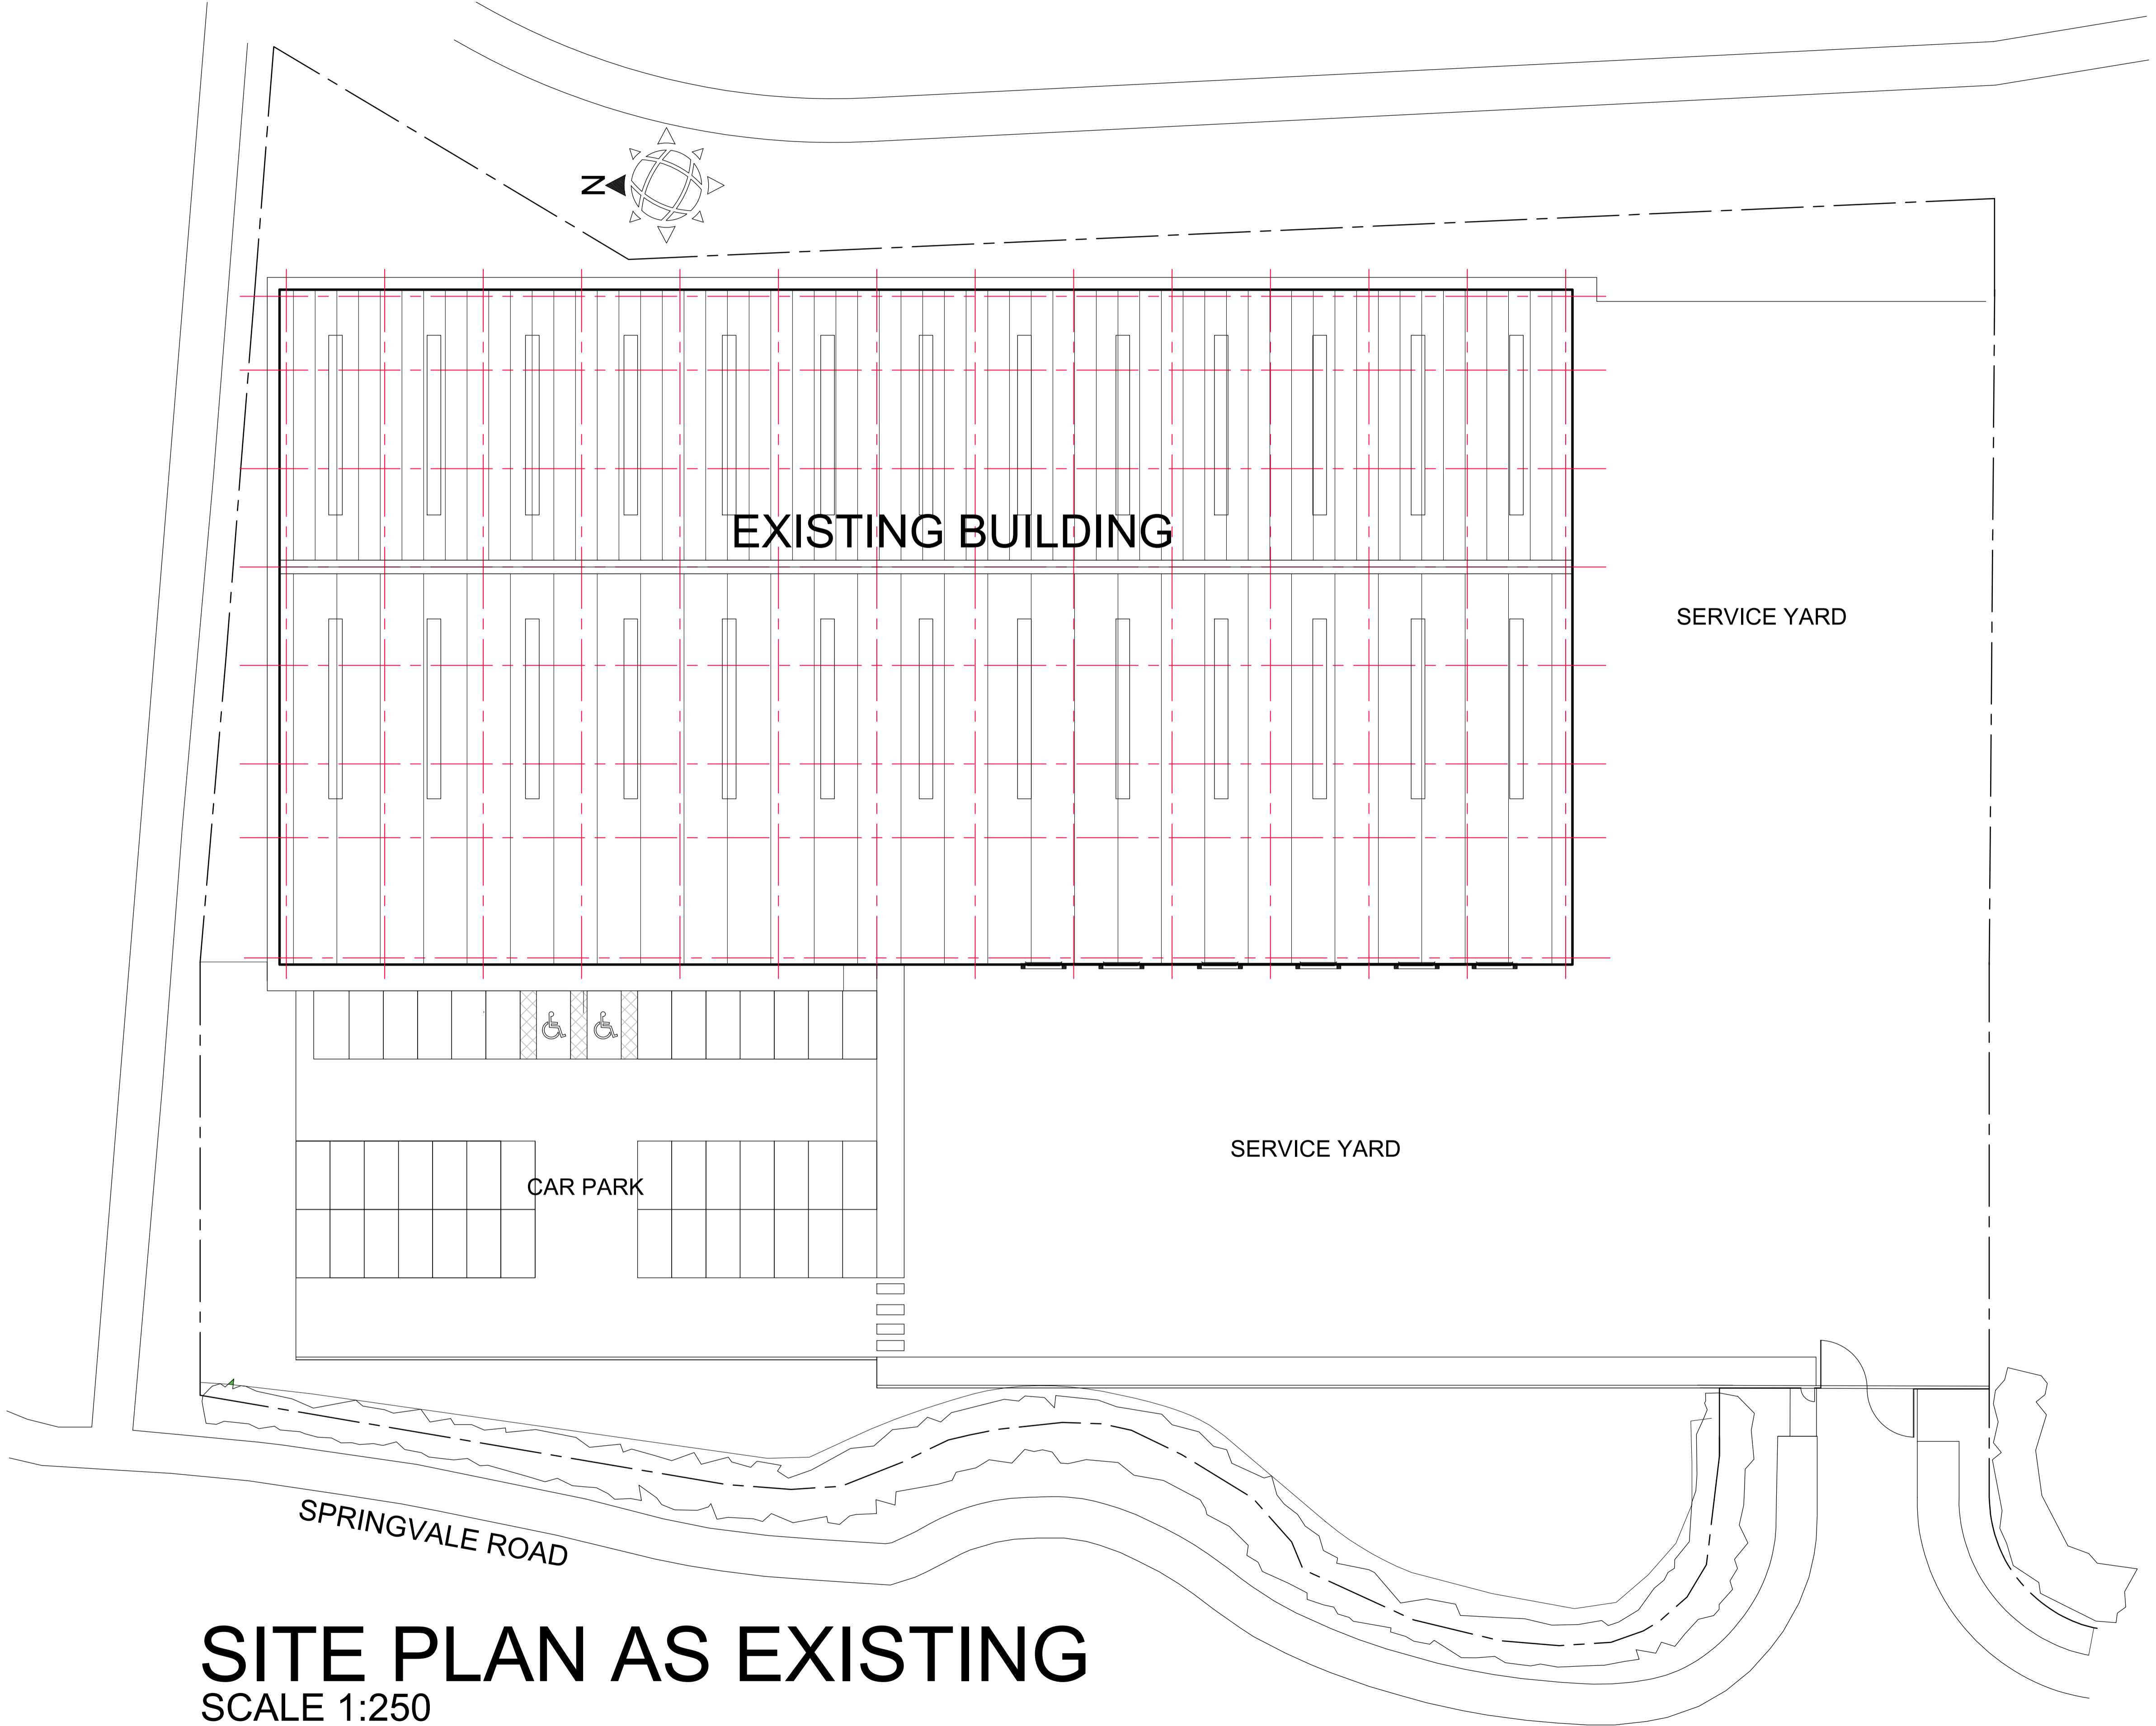 N
EXISTING BUILDING
SERVICE YARD
SERVICE YARD
CAR PARK
SPRINGVALE ROAD
SITE PLAN AS EXISTING
SCALE 1:250